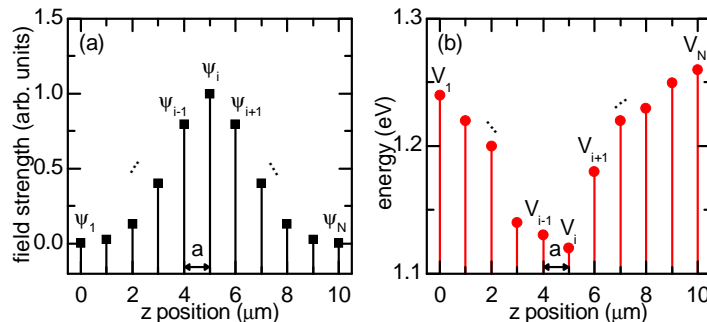 (a)
field strength (arb. units)
1.0
0.5
0.0
ψ1
ψi-1
ψi
ψi+1
ψN
a
0 2 4 6 8 10
z position (μm)
(b)
energy (eV)
1.3
1.2
1.1
V1
Vi-1
Vi
Vi+1
VN
a
0 2 4 6 8 10
z position (μm)